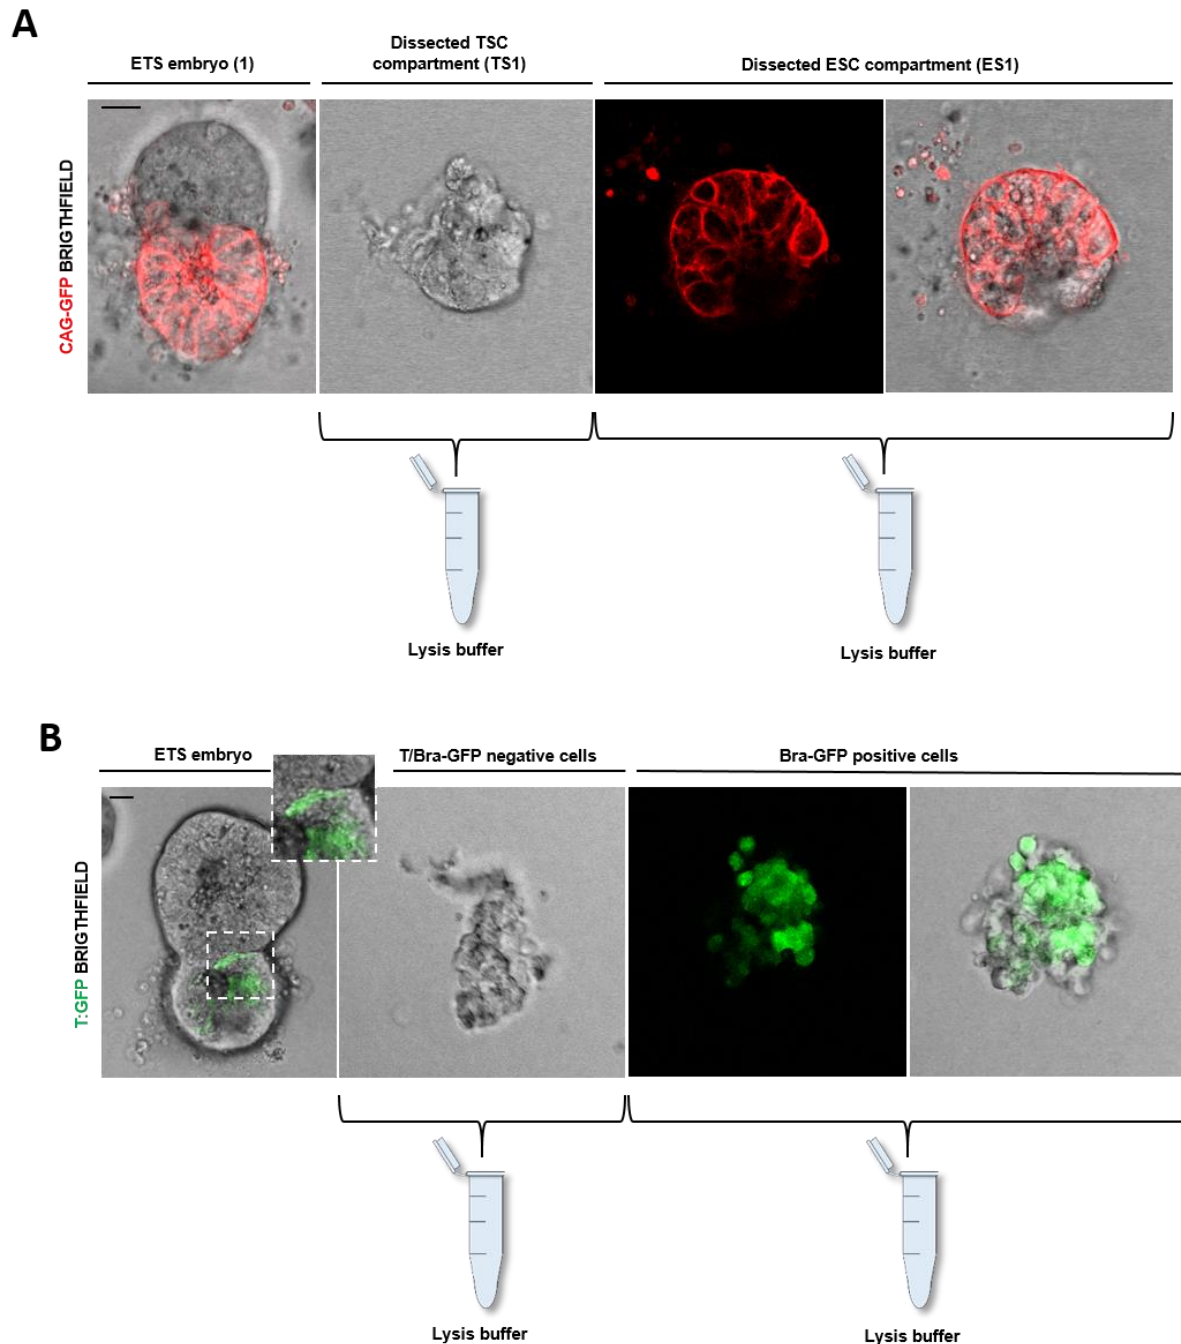 A
ETS embryo (1)
Dissected TSC
compartment (TS1)
Dissected ESC compartment (ES1)
CAG-GFP BRIGTHFIELD
Lysis buffer
Lysis buffer
B
ETS embryo
T/Bra-GFP negative cells
Bra-GFP positive cells
T:GFP BRIGTHFIELD
Lysis buffer
Lysis buffer